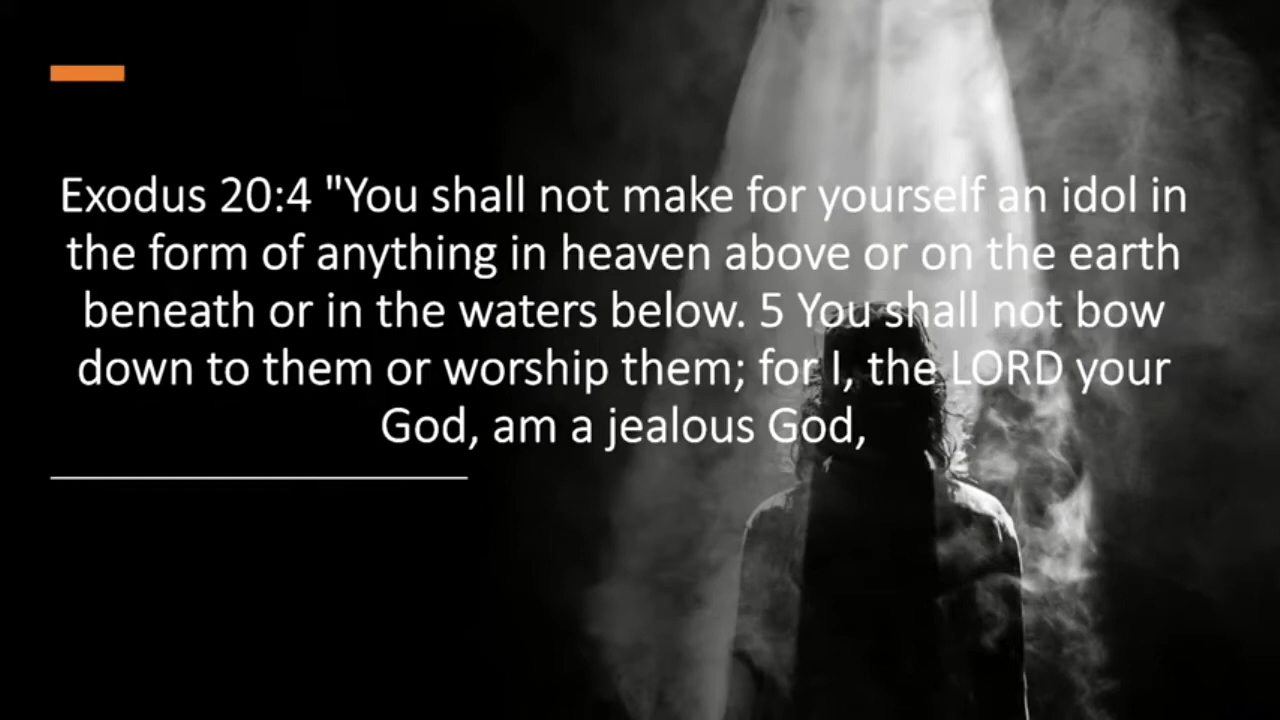 Exodus 20:4 "You shall not make for yourself an idol in
the form of anything in heaven above or on the earth
beneath or in the waters below. 5 You shall not bow
down to them or worship them; for I, the LORD your
God, am a jealous God,